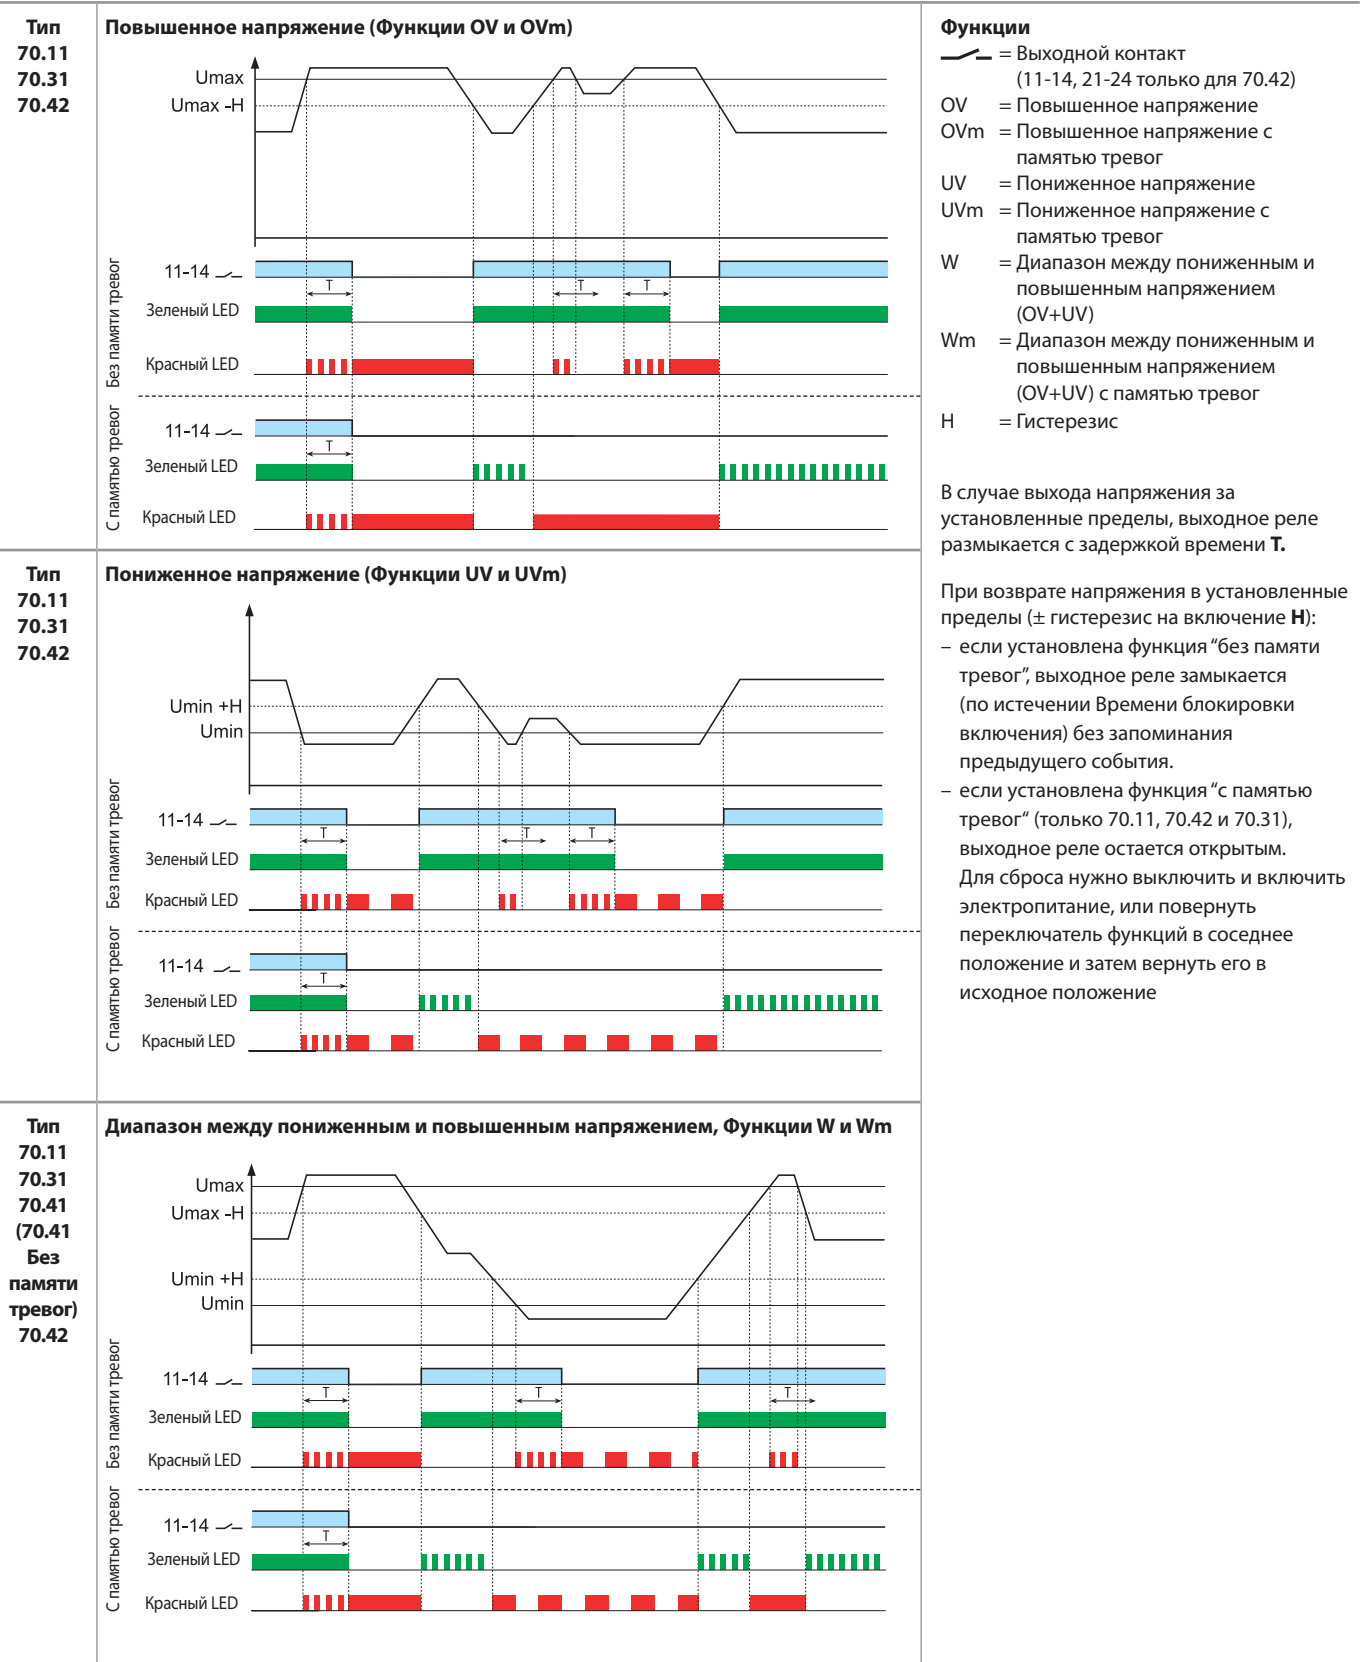 Тип
70.11
70.31
70.42
Повышенное напряжение (Функции OV и OVm)
Umax
Umax -H
Без памяти тревог
11-14
T
T
T
Зеленый LED
Красный LED
С памятью тревог
11-14
T
Зеленый LED
Красный LED
Тип
70.11
70.31
70.42
Пониженное напряжение (Функции UV и UVm)
Umin +H
Umin
Без памяти тревог
11-14
T
T
T
Зеленый LED
Красный LED
С памятью тревог
11-14
T
Зеленый LED
Красный LED
Тип
70.11
70.31
70.41
(70.41
Без
памяти
тревог)
70.42
Диапазон между пониженным и повышенным напряжением, Функции W и Wm
Umax
Umax -H
Umin +H
Umin
Без памяти тревог
11-14
T
T
T
Зеленый LED
Красный LED
С памятью тревог
11-14
T
Зеленый LED
Красный LED
Функции
= Выходной контакт
(11-14, 21-24 только для 70.42)
OV = Повышенное напряжение
OVm = Повышенное напряжение с
памятью тревог
UV = Пониженное напряжение
UVm = Пониженное напряжение с
памятью тревог
W = Диапазон между пониженным и
повышенным напряжением
(OV+UV)
Wm = Диапазон между пониженным и
повышенным напряжением
(OV+UV) с памятью тревог
H = Гистерезис
В случае выхода напряжения за
установленные пределы, выходное реле
размыкается с задержкой времени T.
При возврате напряжения в установленные
пределы (± гистерезис на включение H):
– если установлена функция “без памяти
тревог”, выходное реле замыкается
(по истечении Времени блокировки
включения) без запоминания
предыдущего события.
– если установлена функция “с памятью
тревог“ (только 70.11, 70.42 и 70.31),
выходное реле остается открытым.
Для сброса нужно выключить и включить
электропитание, или повернуть
переключатель функций в соседнее
положение и затем вернуть его в
исходное положение